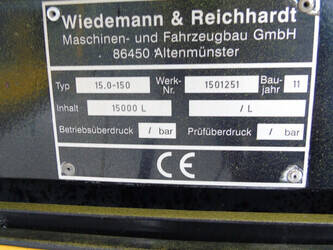 Wiedemann & Reichhardt
Maschinen- und Fahrzeugbau GmbH
86450 Altenmünster
Typ 15.0-150 Werk-Nr. 1501251 Bau-jahr 11
Inhalt 15000 L / L
Betriebsüberdruck / bar Prüfüberdruck / bar
CE